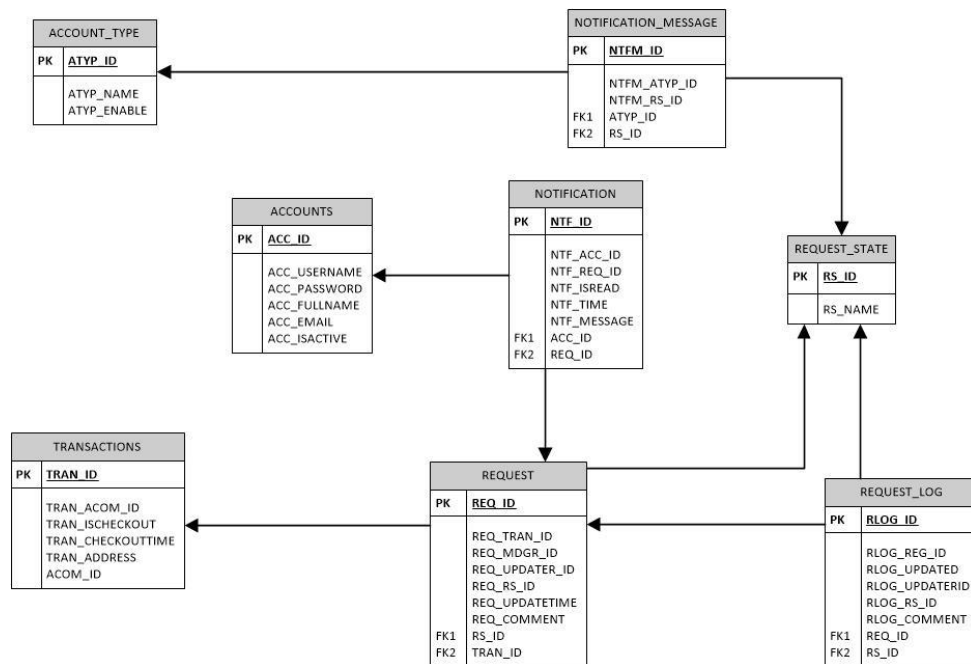 ACCOUNT_TYPE
PK ATYP_ID
ATYP_NAME
ATYP_ENABLE
NOTIFICATION_MESSAGE
PK NTFM_ID
NTFM_ATYP_ID
NTFM_RS_ID
FK1 ATYP_ID
FK2 RS_ID
ACCOUNTS
PK ACC_ID
ACC_USERNAME
ACC_PASSWORD
ACC_FULLNAME
ACC_EMAIL
ACC_ISACTIVE
NOTIFICATION
PK NTF_ID
NTF_ACC_ID
NTF_REQ_ID
NTF_ISREAD
NTF_TIME
NTF_MESSAGE
FK1 ACC_ID
FK2 REQ_ID
REQUEST_STATE
PK RS_ID
RS_NAME
TRANSACTIONS
PK TRAN_ID
TRAN_ACOM_ID
TRAN_ISCHECKOUT
TRAN_CHECKOUTTIME
TRAN_ADDRESS
ACOM_ID
REQUEST
PK REQ_ID
REQ_TRAN_ID
REQ_MDGR_ID
REQ_UPDATER_ID
REQ_RS_ID
REQ_UPDATETIME
REQ_COMMENT
FK1 RS_ID
FK2 TRAN_ID
REQUEST_LOG
PK RLOG_ID
RLOG_REG_ID
RLOG_UPDATED
RLOG_UPDATERID
RLOG_RS_ID
RLOG_COMMENT
FK1 REQ_ID
FK2 RS_ID